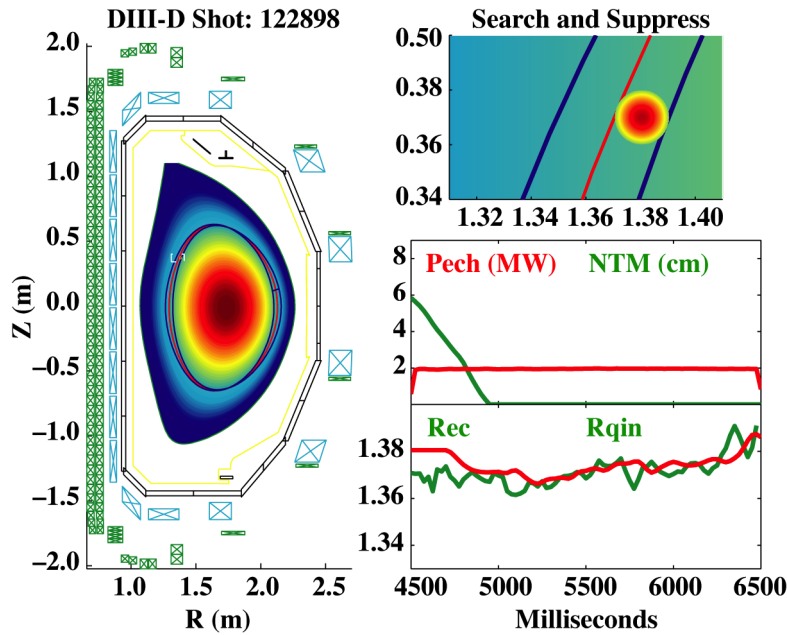 DIII-D Shot: 122898
2.0
1.5
1.0
0.5
0.0
−0.5
−1.0
−1.5
−2.0
Z (m)
1.0 1.5 2.0 2.5
R (m)
Search and Suppress
0.50
0.38
0.36
0.34
1.32 1.34 1.36 1.38 1.40
8
6
4
2
Pech (MW) NTM (cm)
Rec Rqin
1.38
1.36
1.34
4500 5000 5500 6000 6500
Milliseconds